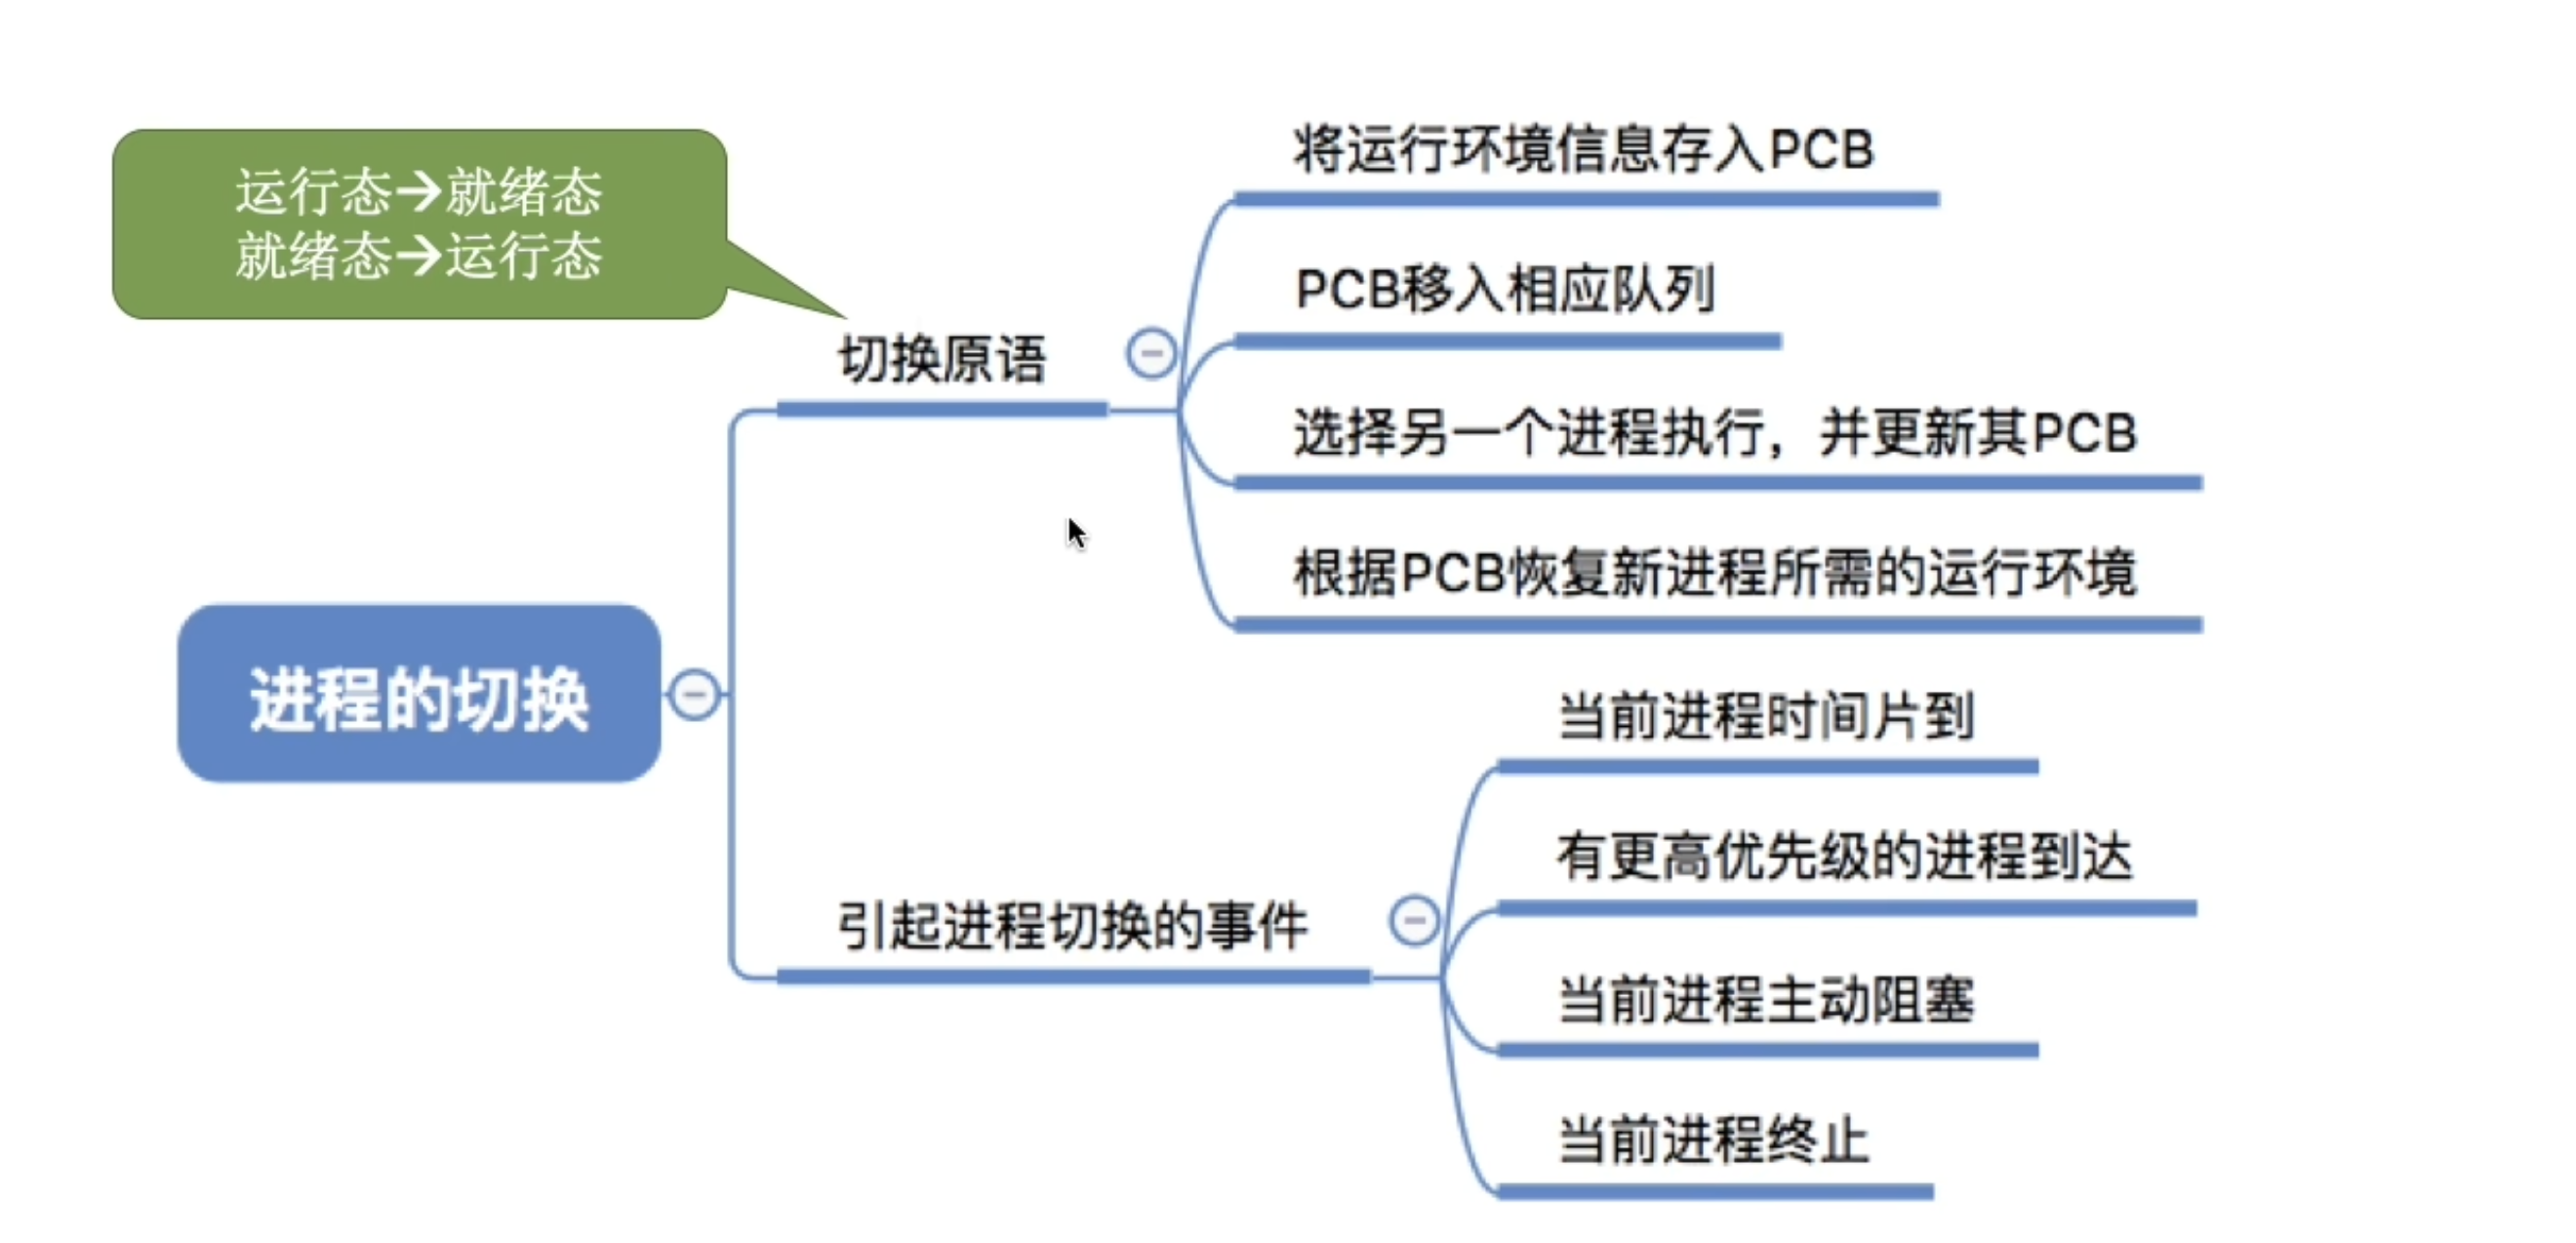 运行态→就绪态
就绪态→运行态
将运行环境信息存入PCB
PCB移入相应队列
切换原语
选择另一个进程执行，并更新其PCB
根据PCB恢复新进程所需的运行环境
进程的切换
当前进程时间片到
有更高优先级的进程到达
引起进程切换的事件
当前进程主动阻塞
当前进程终止